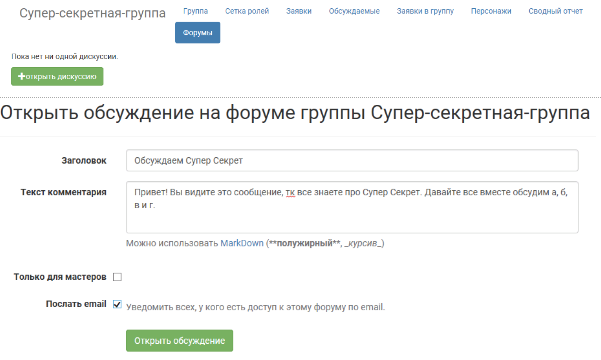 Супер-секретная-группа Группа Сетка ролей Заявки Обсуждаемые Заявки в группу Персонажи Сводный отчет
Форумы
Пока нет ни одной дискуссии.
+открыть дискуссию
Открыть обсуждение на форуме группы Супер-секретная-группа
Заголовок Обсуждаем Супер Секрет
Текст комментария Привет! Вы видите это сообщение, тк все знаете про Супер Секрет. Давайте все вместе обсудим а, б,
в и г.
Можно использовать MarkDown (**полужирный**, _курсив_)
Только для мастеров
Послать email Уведомить всех, у кого есть доступ к этому форуму по email.
Открыть обсуждение